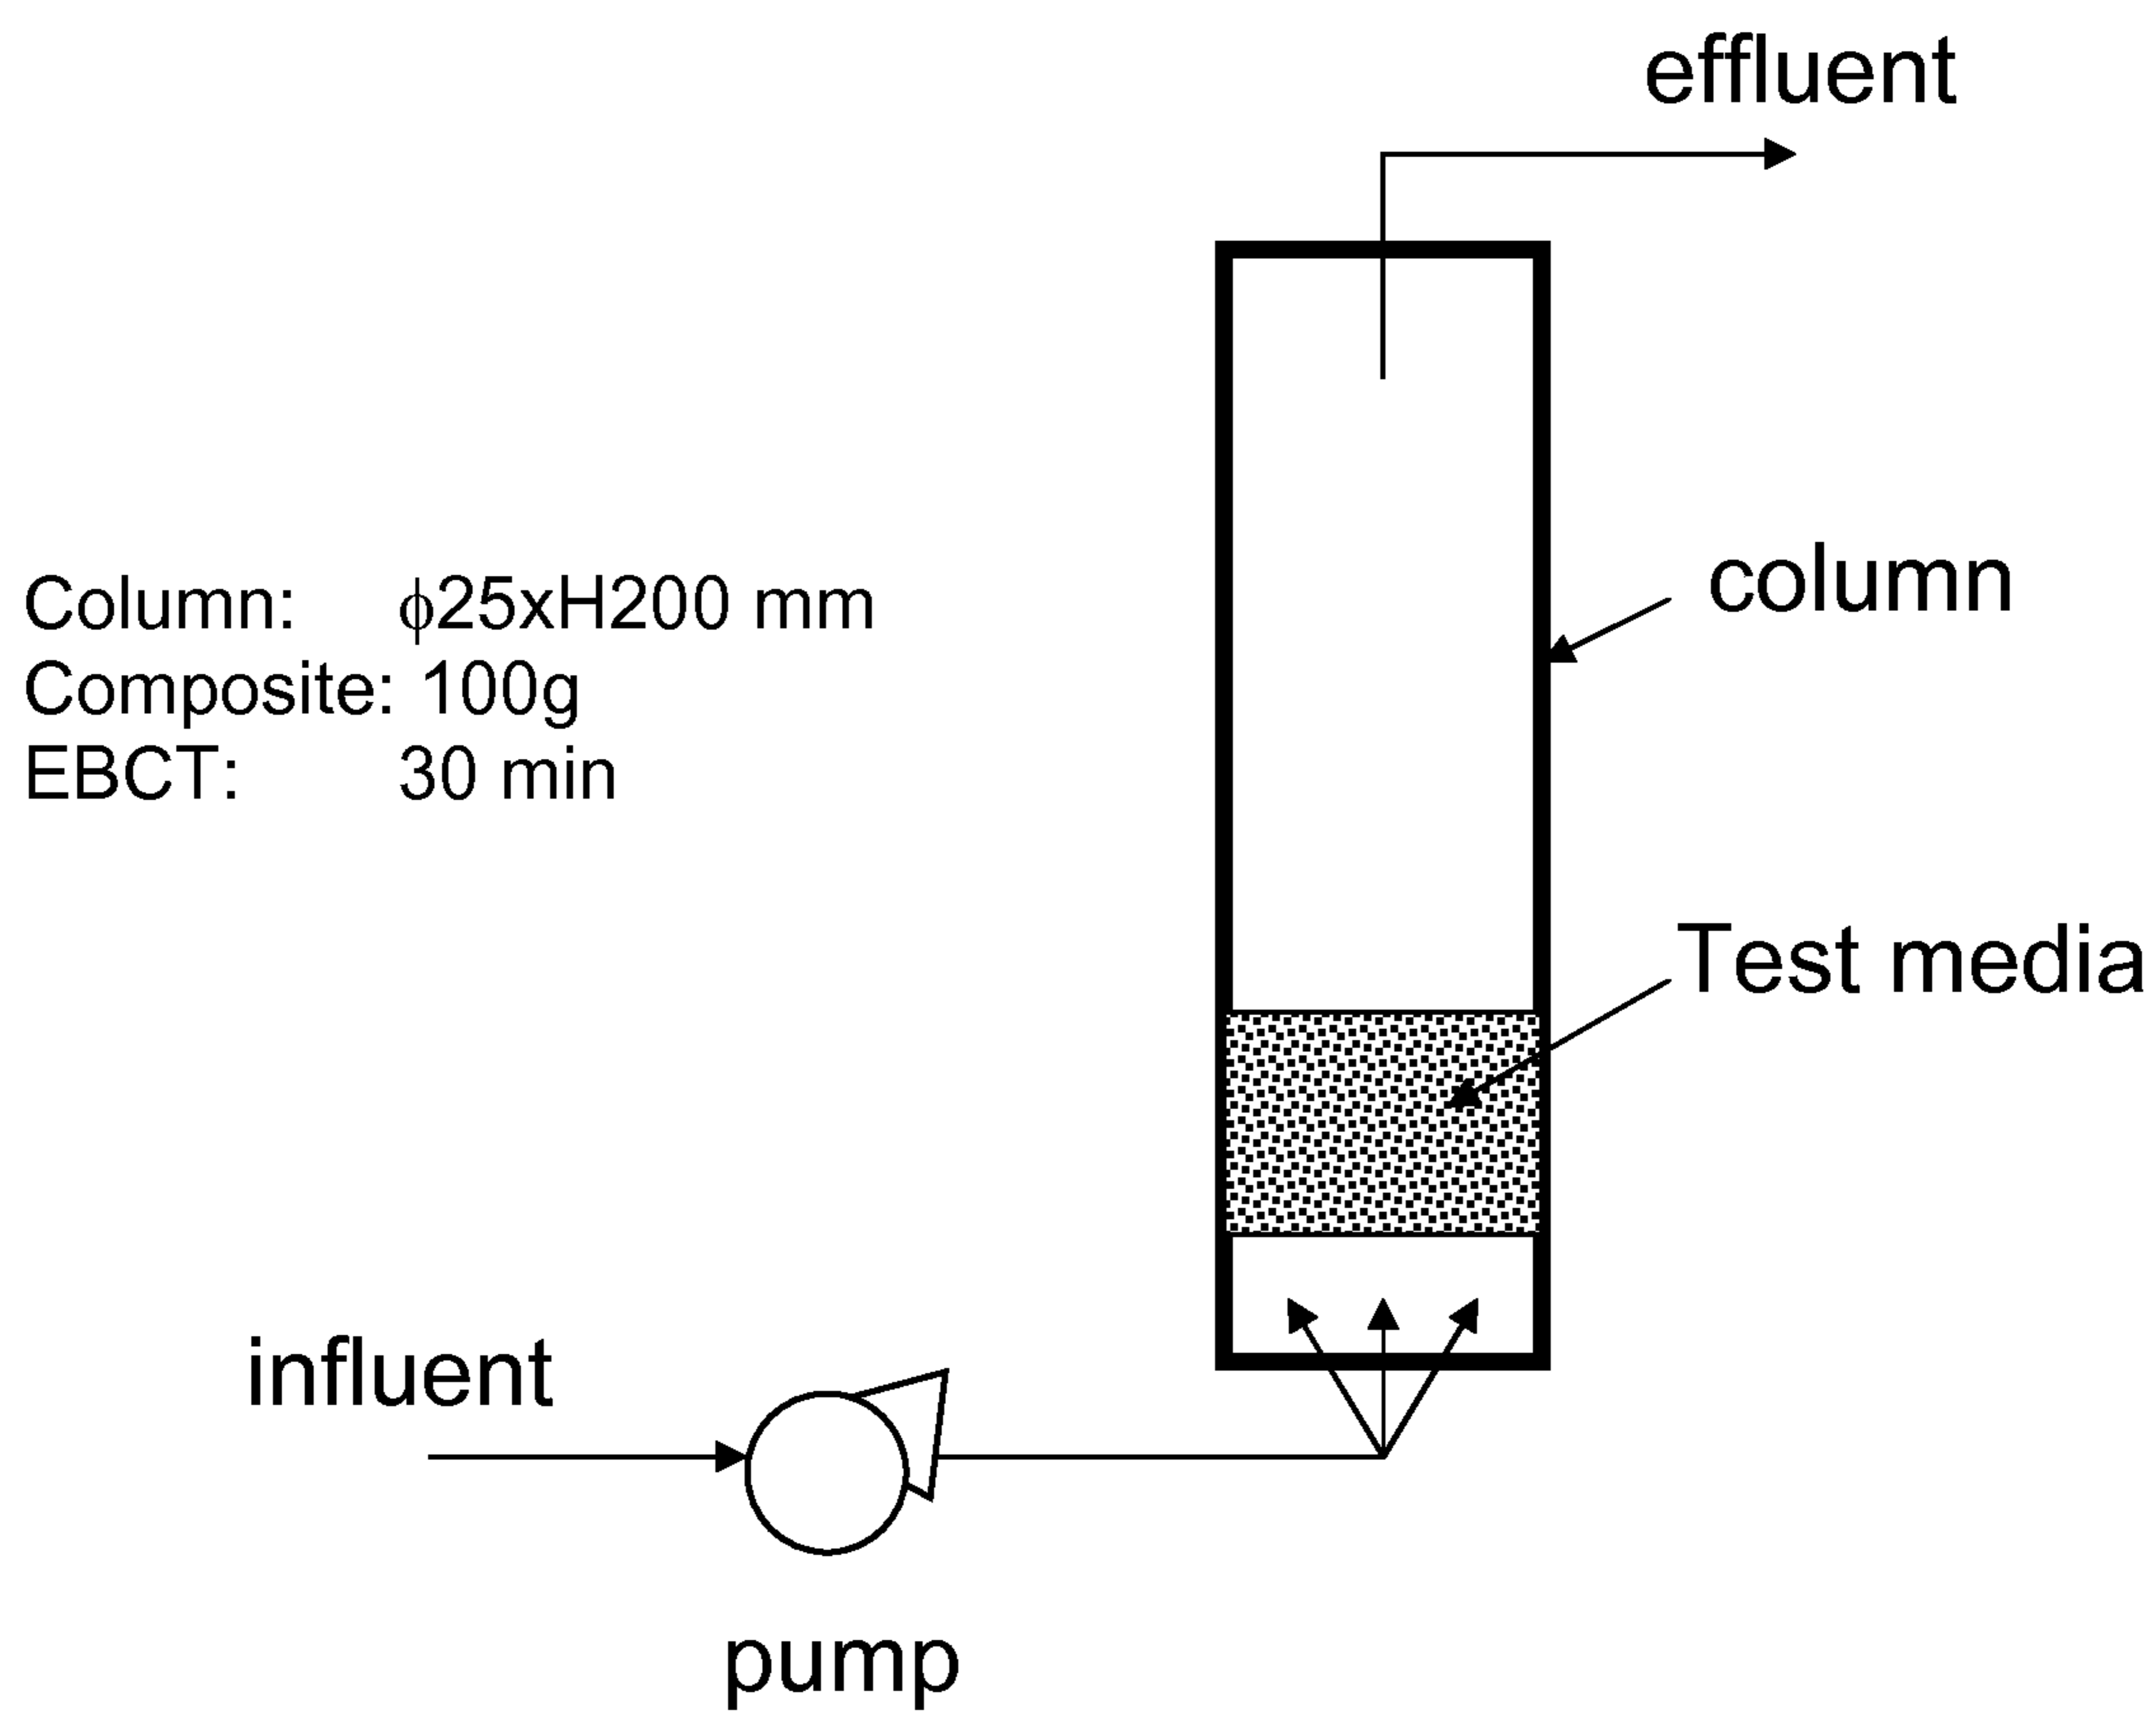 effluent
column
Column: ϕ25xH200 mm
Composite: 100g
EBCT: 30 min
Test media
influent
pump